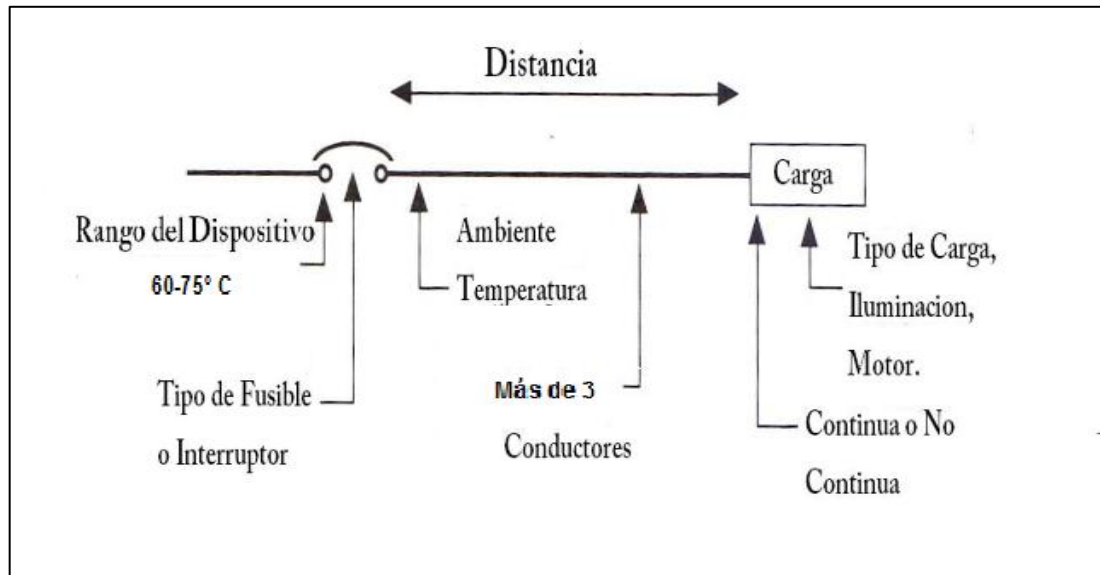 Distancia
Carga
Rango del Dispositivo
60-75° C
Ambiente
Temperatura
Tipo de Carga,
Iluminacion,
Motor.
Tipo de Fusible
o Interruptor
Más de 3
Conductores
Continua o No
Continua